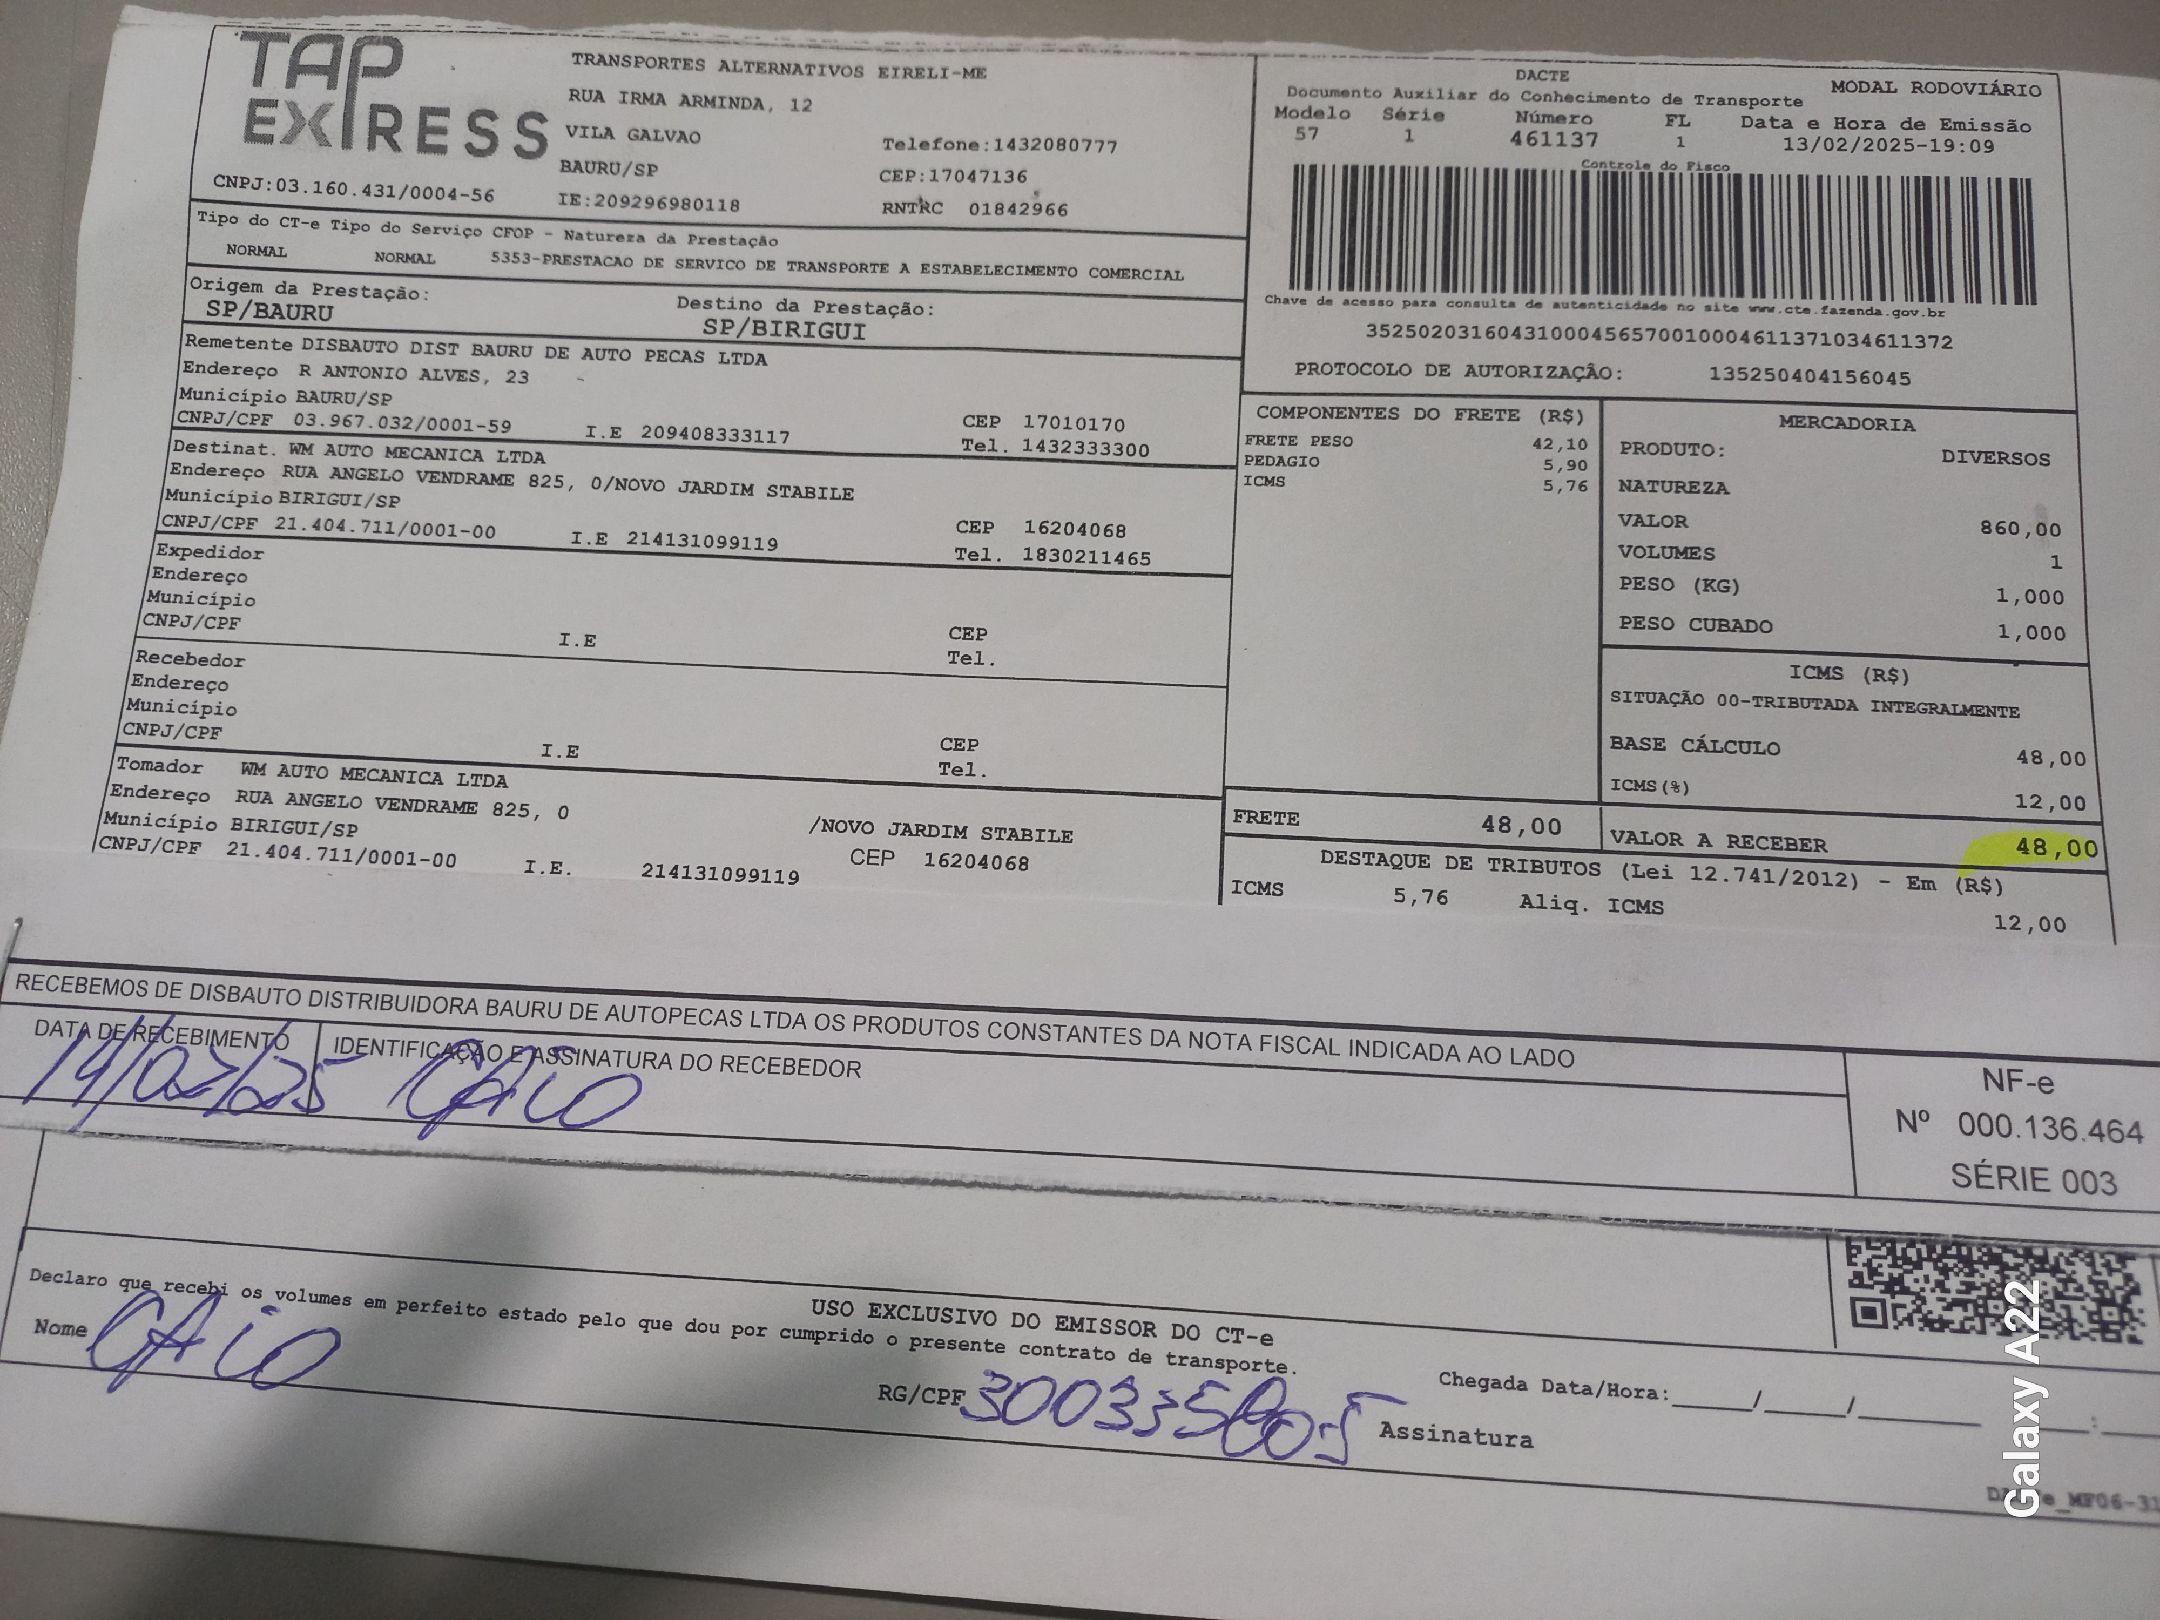 TAP EXPRESS
TRANSPORTES ALTERNATIVOS EIRELI-ME
RUA IRMA ARMINDA, 12
VILA GALVAO
Telefone:1432080777
BAURU/SP
CEP:17047136
CNPJ:03.160.431/0004-56
IE:209296980118
RNTRC 01842966
DACTE
MODAL RODOVIÁRIO
Documento Auxiliar do Conhecimento de Transporte
Modelo Série Número FL Data e Hora de Emissão
57 1 461137 1 13/02/2025-19:09
Controle do Fisco
Chave de acesso para consulta de autenticidade no site www.cte.fazenda.gov.br
35250203160431000456570010004611371034611372
PROTOCOLO DE AUTORIZAÇÃO: 135250404156045
Tipo do CT-e Tipo do Serviço CFOP - Natureza da Prestação
NORMAL NORMAL 5353-PRESTACAO DE SERVICO DE TRANSPORTE A ESTABELECIMENTO COMERCIAL
Origem da Prestação: Destino da Prestação:
SP/BAURU SP/BIRIGUI
Remetente DISBAUTO DIST BAURU DE AUTO PECAS LTDA
Endereço R ANTONIO ALVES, 23
Município BAURU/SP CEP 17010170
CNPJ/CPF 03.967.032/0001-59 I.E 209408333117 Tel. 1432333300
Destinat. WM AUTO MECANICA LTDA
Endereço RUA ANGELO VENDRAME 825, 0/NOVO JARDIM STABILE
Município BIRIGUI/SP CEP 16204068
CNPJ/CPF 21.404.711/0001-00 I.E 214131099119 Tel. 1830211465
Expedidor
Endereço
Município CEP
CNPJ/CPF I.E Tel.
Recebedor
Endereço
Município CEP
CNPJ/CPF I.E Tel.
Tomador WM AUTO MECANICA LTDA
Endereço RUA ANGELO VENDRAME 825, 0 /NOVO JARDIM STABILE
Município BIRIGUI/SP CEP 16204068
CNPJ/CPF 21.404.711/0001-00 I.E. 214131099119
COMPONENTES DO FRETE (R$)
FRETE PESO 42,10
PEDAGIO 5,90
ICMS 5,76
FRETE 48,00
MERCADORIA
PRODUTO: DIVERSOS
NATUREZA
VALOR 860,00
VOLUMES 1
PESO (KG) 1,000
PESO CUBADO 1,000
ICMS (R$)
SITUAÇÃO 00-TRIBUTADA INTEGRALMENTE
BASE CÁLCULO 48,00
ICMS(%) 12,00
VALOR A RECEBER 48,00
DESTAQUE DE TRIBUTOS (Lei 12.741/2012) - Em (R$)
ICMS 5,76 Aliq. ICMS 12,00
RECEBEMOS DE DISBAUTO DISTRIBUIDORA BAURU DE AUTOPECAS LTDA OS PRODUTOS CONSTANTES DA NOTA FISCAL INDICADA AO LADO
DATA DE RECEBIMENTO IDENTIFICAÇÃO E ASSINATURA DO RECEBEDOR
14/02/25 CAIO
NF-e
Nº 000.136.464
SÉRIE 003
USO EXCLUSIVO DO EMISSOR DO CT-e
Declaro que recebi os volumes em perfeito estado pelo que dou por cumprido o presente contrato de transporte.
Nome CAIO
RG/CPF
Chegada Data/Hora:____/____/______ ___:___
Assinatura
Galaxy A22